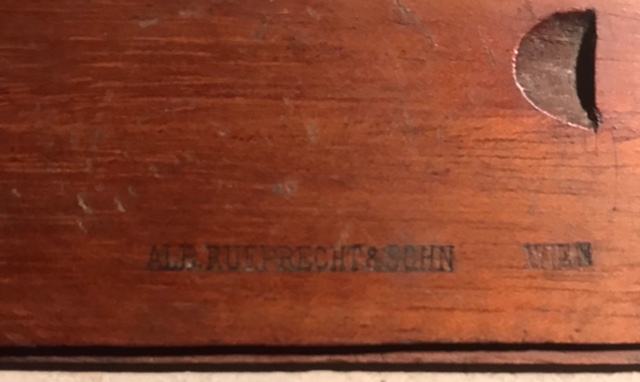 ALB. RUEPRECHT & SOHN WIEN